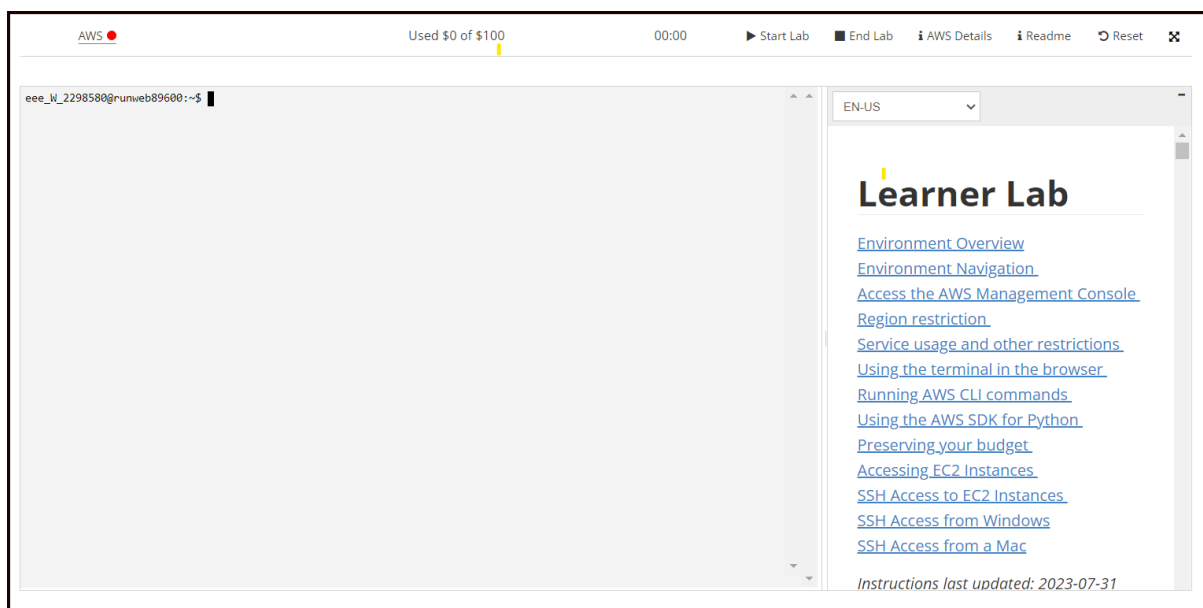 AWS Used $0 of $100 00:00 Start Lab End Lab AWS Details Readme Reset
eee_W_2298580@runweb89600:~$
EN-US
Learner Lab
Environment Overview
Environment Navigation
Access the AWS Management Console
Region restriction
Service usage and other restrictions
Using the terminal in the browser
Running AWS CLI commands
Using the AWS SDK for Python
Preserving your budget
Accessing EC2 Instances
SSH Access to EC2 Instances
SSH Access from Windows
SSH Access from a Mac
Instructions last updated: 2023-07-31